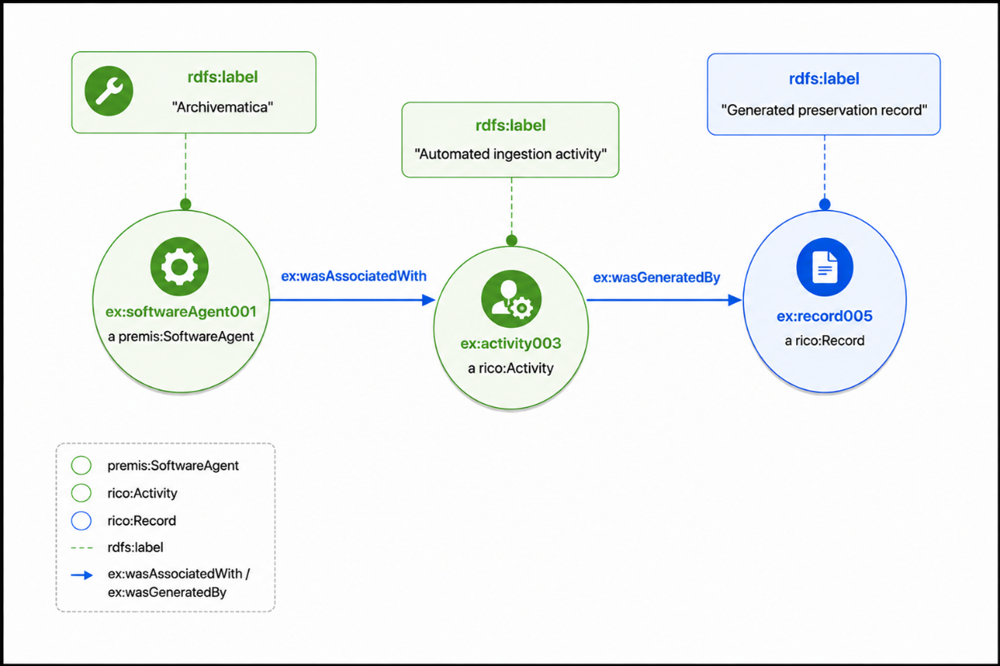 rdfs:label
"Archivematica"
rdfs:label
"Automated ingestion activity"
rdfs:label
"Generated preservation record"
ex:softwareAgent001
a premis:SoftwareAgent
ex:wasAssociatedWith
ex:activity003
a rico:Activity
ex:wasGeneratedBy
ex:record005
a rico:Record
premis:SoftwareAgent
rico:Activity
rico:Record
rdfs:label
ex:wasAssociatedWith /
ex:wasGeneratedBy